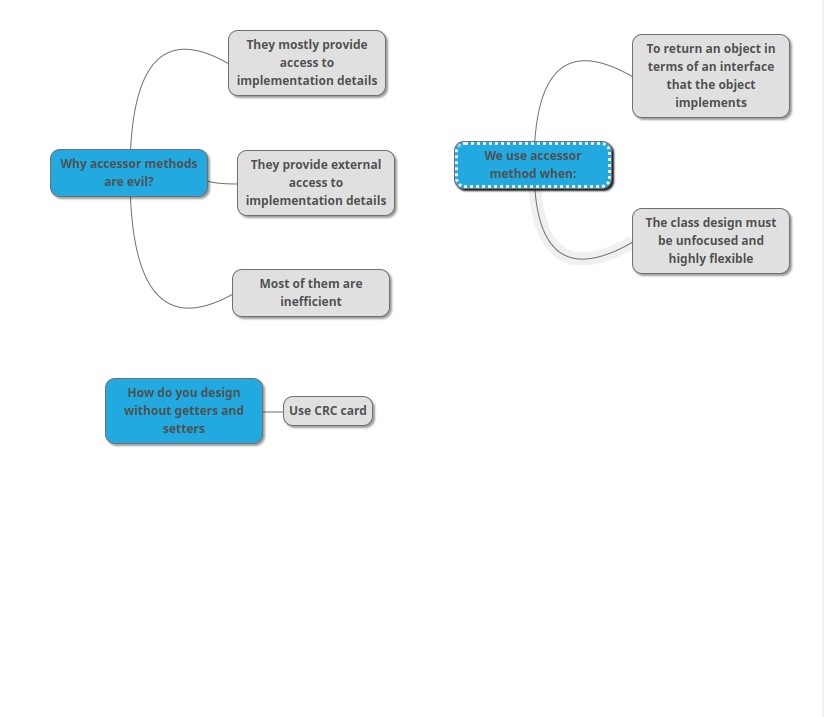 They mostly provide
access to
implementation details
Why accessor methods
are evil?
They provide external
access to
implementation details
Most of them are
inefficient
To return an object in
terms of an interface
that the object
implements
We use accessor
method when:
The class design must
be unfocused and
highly flexible
How do you design
without getters and
setters
Use CRC card